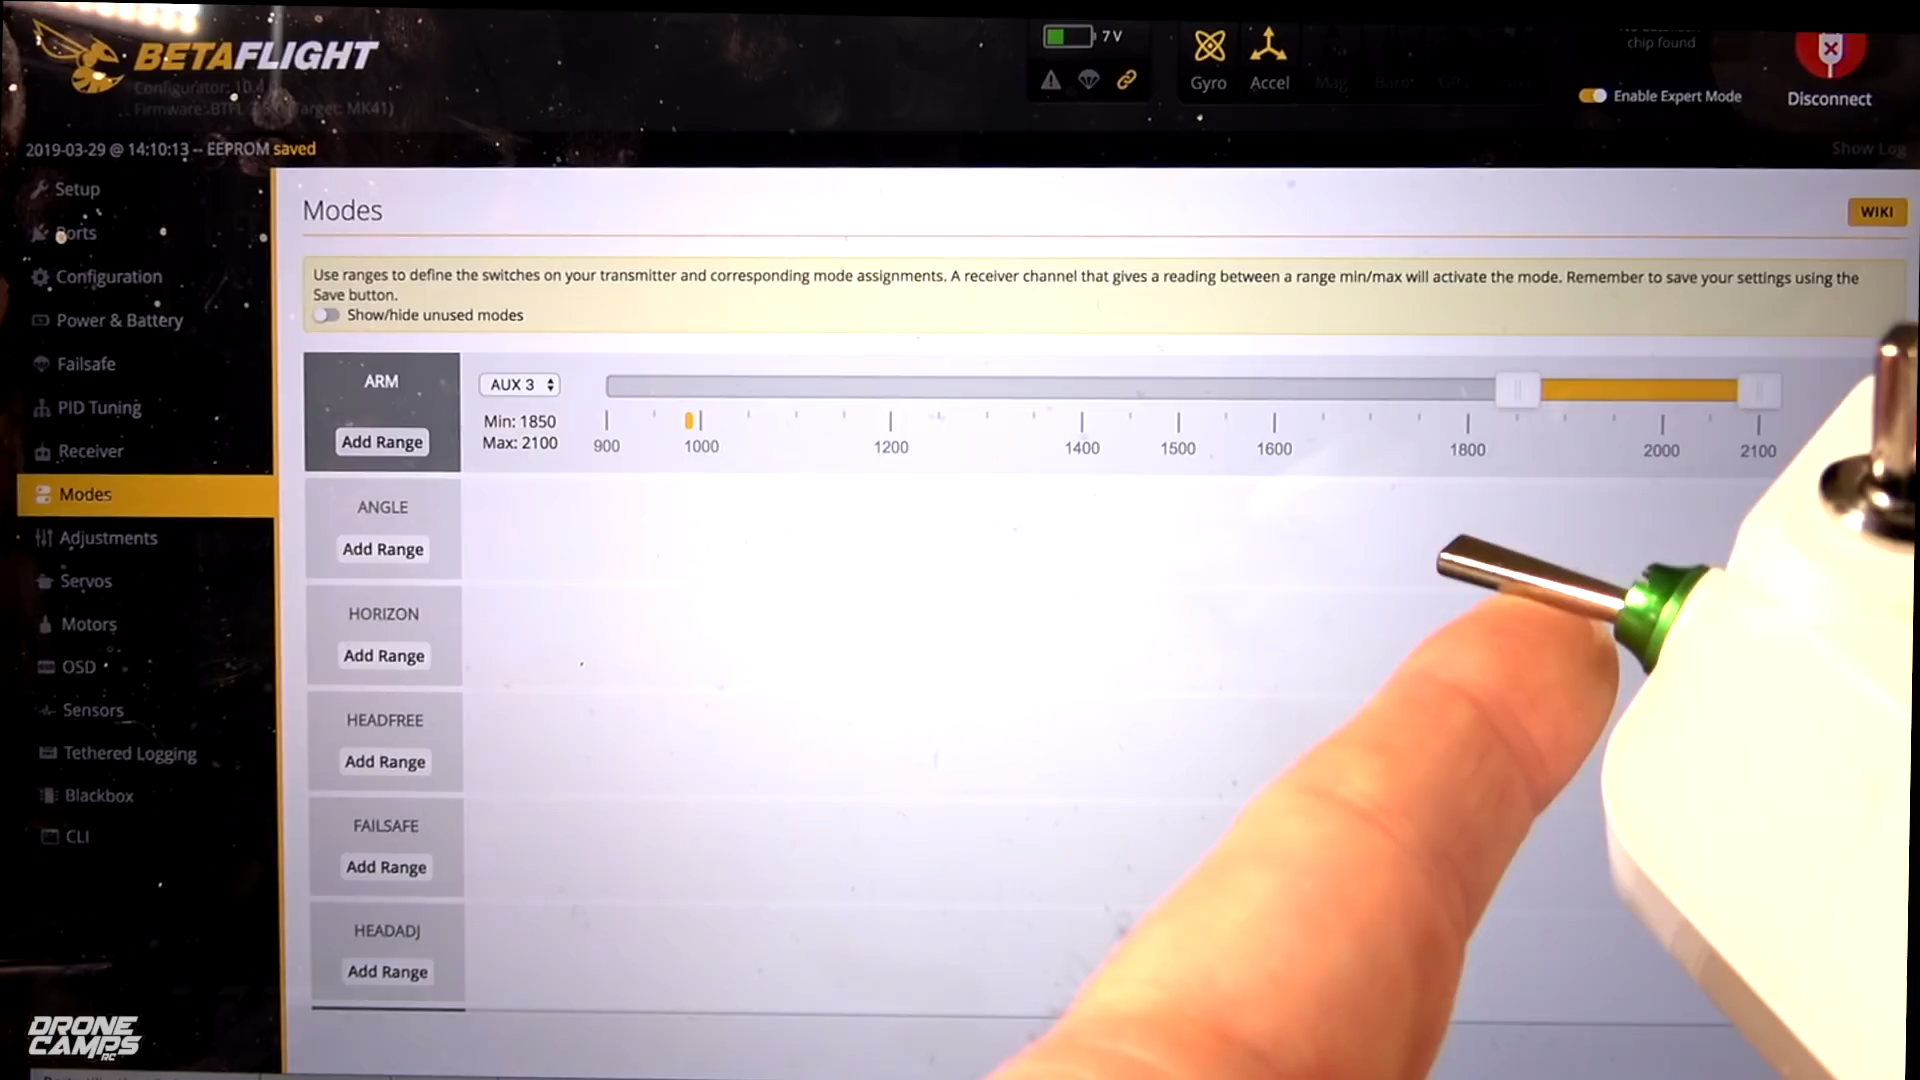 BETAFLIGHT
7 V
Gyro
Accel
Mag
Baro
chip found
Enable Expert Mode
Disconnect
2019-03-29 @ 14:10:13 -- EEPROM saved
Show Log
Setup
Ports
Configuration
Power & Battery
Failsafe
PID Tuning
Receiver
Modes
Adjustments
Servos
Motors
OSD
Sensors
Tethered Logging
Blackbox
CLI
Modes
WIKI
Use ranges to define the switches on your transmitter and corresponding mode assignments. A receiver channel that gives a reading between a range min/max will activate the mode. Remember to save your settings using the
Save button.
Show/hide unused modes
ARM
Add Range
AUX 3
Min: 1850
Max: 2100
900 1000 1200 1400 1500 1600 1800 2000 2100
ANGLE
Add Range
HORIZON
Add Range
HEADFREE
Add Range
FAILSAFE
Add Range
HEADADJ
Add Range
DRONE
CAMPS
RC